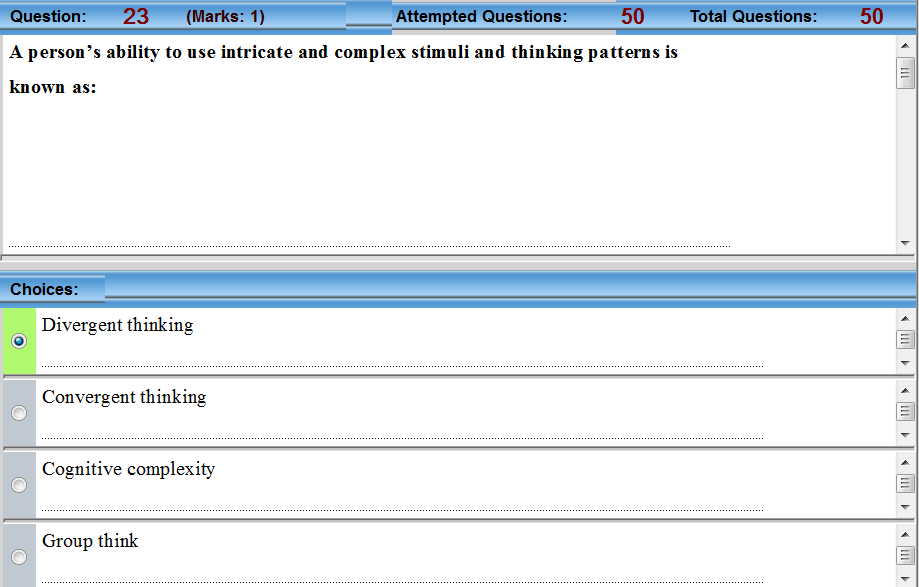 Question: 23 (Marks: 1) Attempted Questions: 50 Total Questions: 50
A person’s ability to use intricate and complex stimuli and thinking patterns is
known as:
Choices:
Divergent thinking
Convergent thinking
Cognitive complexity
Group think